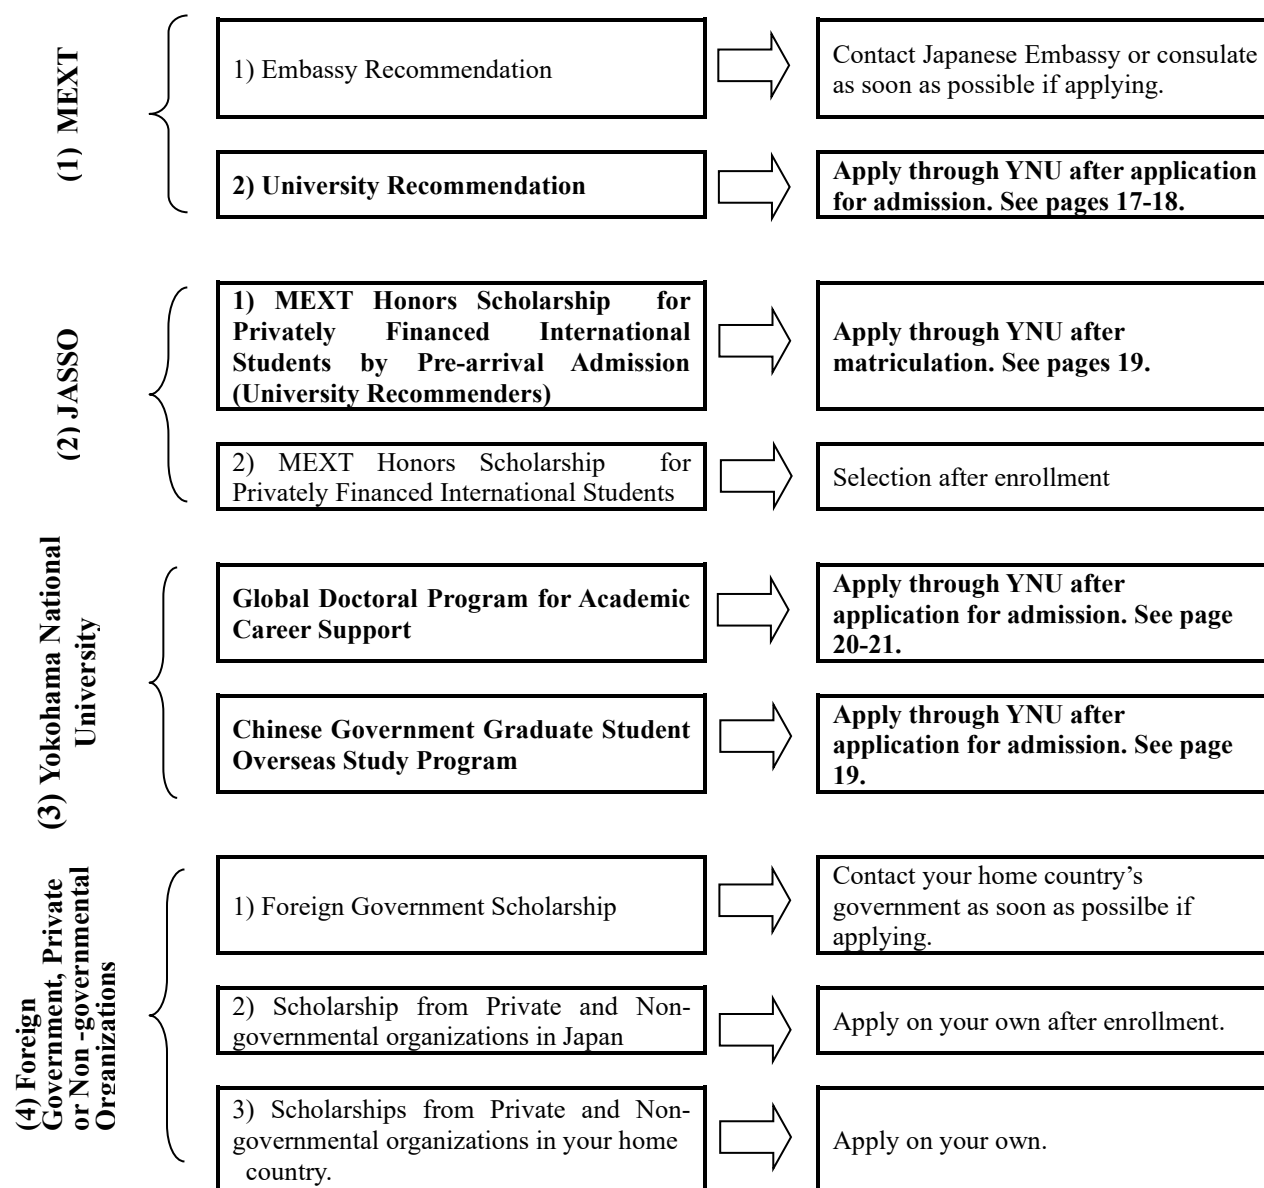 (1) MEXT
1) Embassy Recommendation
Contact Japanese Embassy or consulate
as soon as possible if applying.
2) University Recommendation
Apply through YNU after application
for admission. See pages 17-18.
(2) JASSO
1) MEXT Honors Scholarship for
Privately Financed International
Students by Pre-arrival Admission
(University Recommenders)
Apply through YNU after
matriculation. See pages 19.
2) MEXT Honors Scholarship for
Privately Financed International Students
Selection after enrollment
(3) Yokohama National
University
Global Doctoral Program for Academic
Career Support
Apply through YNU after
application for admission. See page
20-21.
Chinese Government Graduate Student
Overseas Study Program
Apply through YNU after
application for admission. See page
19.
(4) Foreign
Government, Private
or Non -governmental
Organizations
1) Foreign Government Scholarship
Contact your home country’s
government as soon as possilbe if
applying.
2) Scholarship from Private and Non-
governmental organizations in Japan
Apply on your own after enrollment.
3) Scholarships from Private and Non-
governmental organizations in your home
country.
Apply on your own.